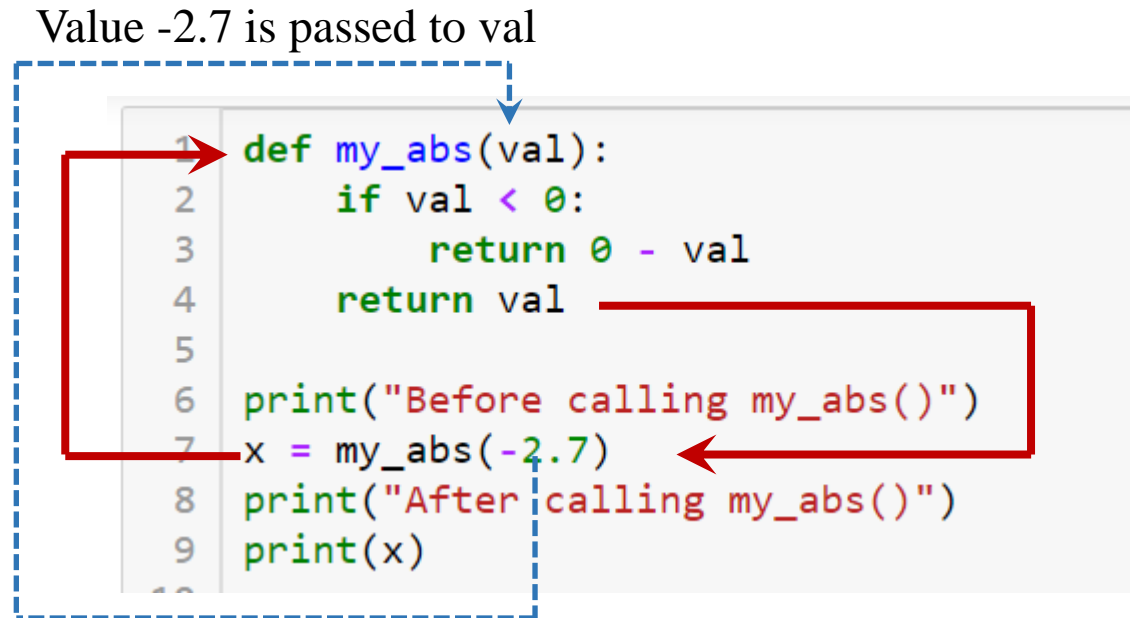 Value -2.7 is passed to val
1 def my_abs(val):
2     if val < 0:
3         return 0 - val
4     return val
5
6 print("Before calling my_abs()")
7 x = my_abs(-2.7)
8 print("After calling my_abs()")
9 print(x)